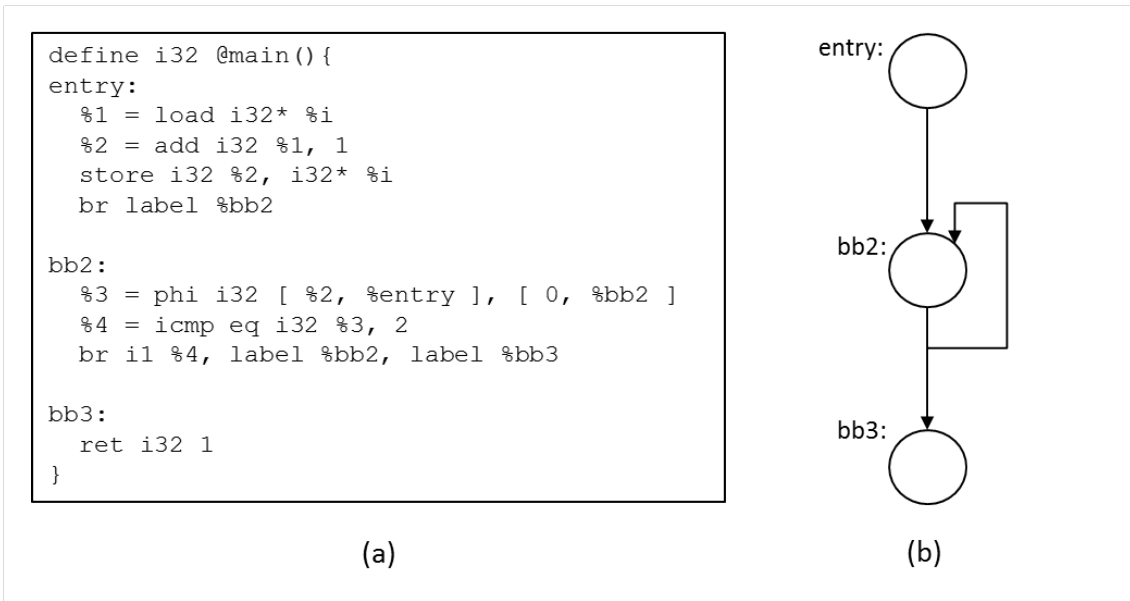 define i32 @main(){
entry:
%1 = load i32* %i
%2 = add i32 %1, 1
store i32 %2, i32* %i
br label %bb2
bb2:
%3 = phi i32 [ %2, %entry ], [ 0, %bb2 ]
%4 = icmp eq i32 %3, 2
br i1 %4, label %bb2, label %bb3
bb3:
ret i32 1
}
(a)
entry:
bb2:
bb3:
(b)